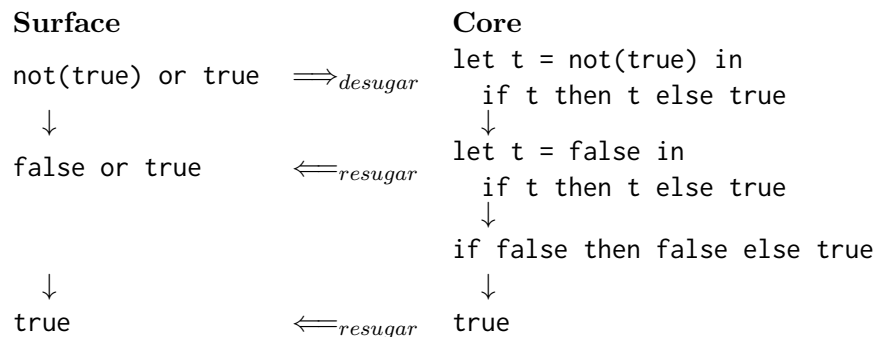 Surface Core
not(true) or true ⟹desugar let t = not(true) in
if t then t else true
↓ ↓
false or true ⟸resugar let t = false in
if t then t else true
↓
if false then false else true
↓ ↓
true ⟸resugar true